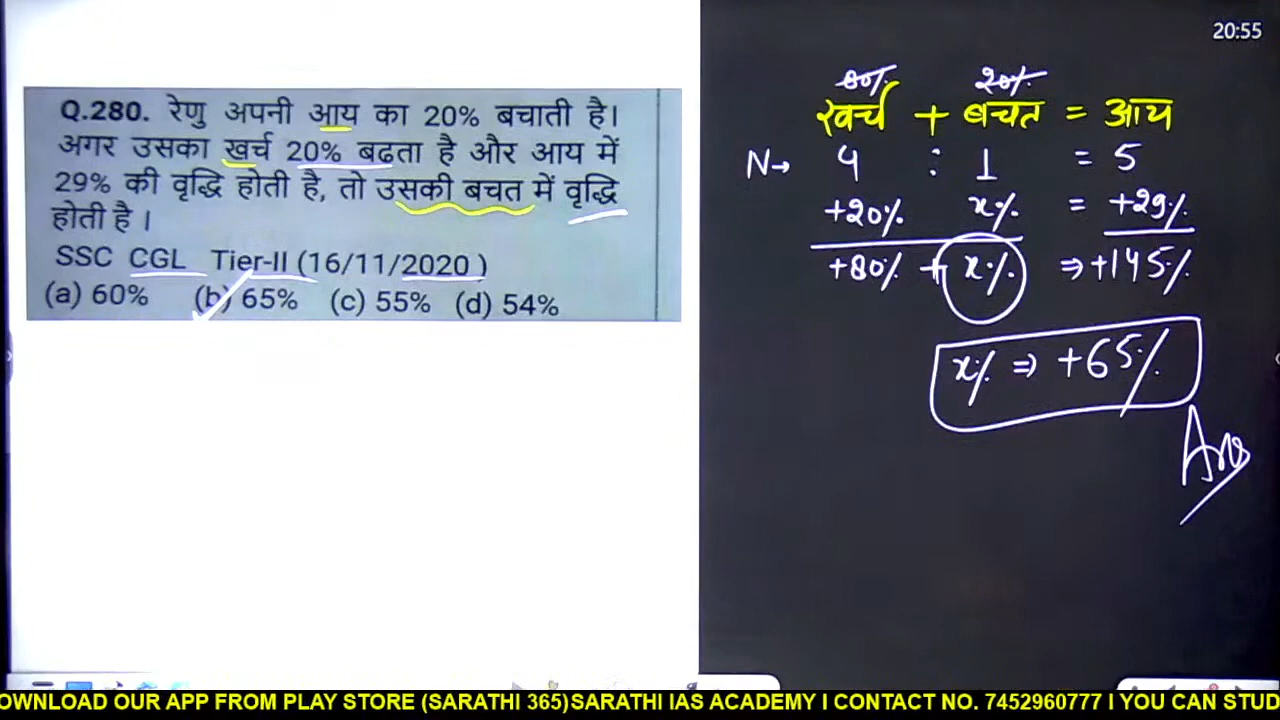 20:55
Q.280. रेणु अपनी आय का 20% बचाती है।
अगर उसका खर्च 20% बढता है और आय में
29% की वृद्धि होती है, तो उसकी बचत में वृद्धि
होती है ।
SSC CGL Tier-II (16/11/2020 )
(a) 60% (b) 65% (c) 55% (d) 54%
80% 20%
खर्च + बचत = आय
N→ 4 : 1 = 5
+20% x% = +29%
+80% + x% ⇒ +145%
x% ⇒ +65%
Ans
OWNLOAD OUR APP FROM PLAY STORE (SARATHI 365)SARATHI IAS ACADEMY I CONTACT NO. 7452960777 I YOU CAN STUD